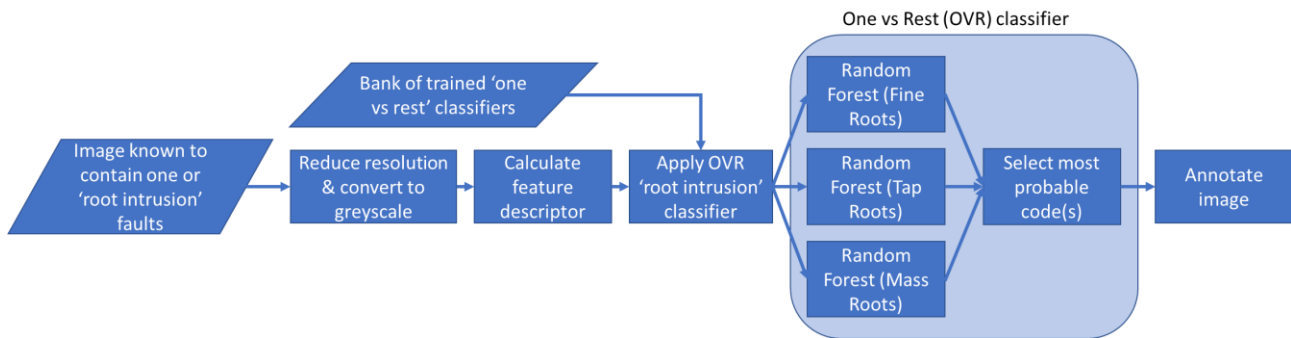 One vs Rest (OVR) classifier
Bank of trained ‘one
vs rest’ classifiers
Image known to
contain one or
‘root intrusion’
faults
Reduce resolution
& convert to
greyscale
Calculate
feature
descriptor
Apply OVR
‘root intrusion’
classifier
Random
Forest (Fine
Roots)
Random
Forest (Tap
Roots)
Random
Forest (Mass
Roots)
Select most
probable
code(s)
Annotate
image